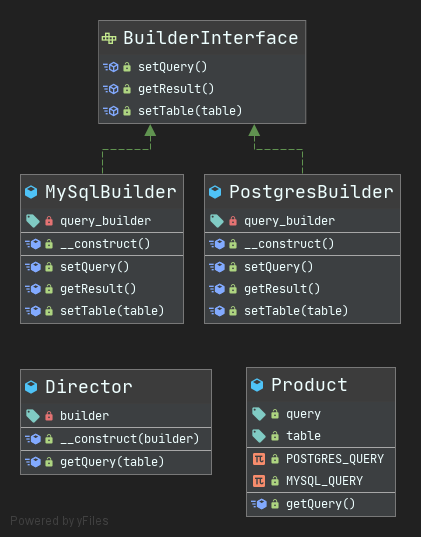 BuilderInterface
setQuery()
getResult()
setTable(table)
MySqlBuilder
query_builder
__construct()
setQuery()
getResult()
setTable(table)
PostgresBuilder
query_builder
__construct()
setQuery()
getResult()
setTable(table)
Director
builder
__construct(builder)
getQuery(table)
Product
query
table
POSTGRES_QUERY
MYSQL_QUERY
getQuery()
Powered by yFiles